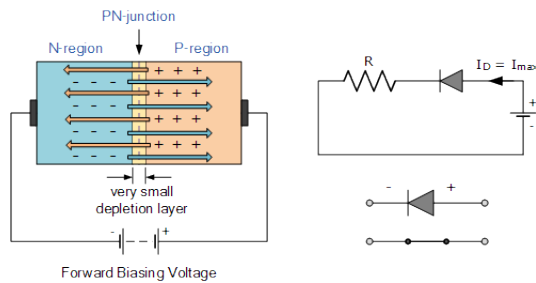 PN-junction
N-region
P-region
- - - + + +
- - - + + +
- - - + + +
- - - + + +
very small
depletion layer
- +
Forward Biasing Voltage
R
I_D = I_max
+
-
- +